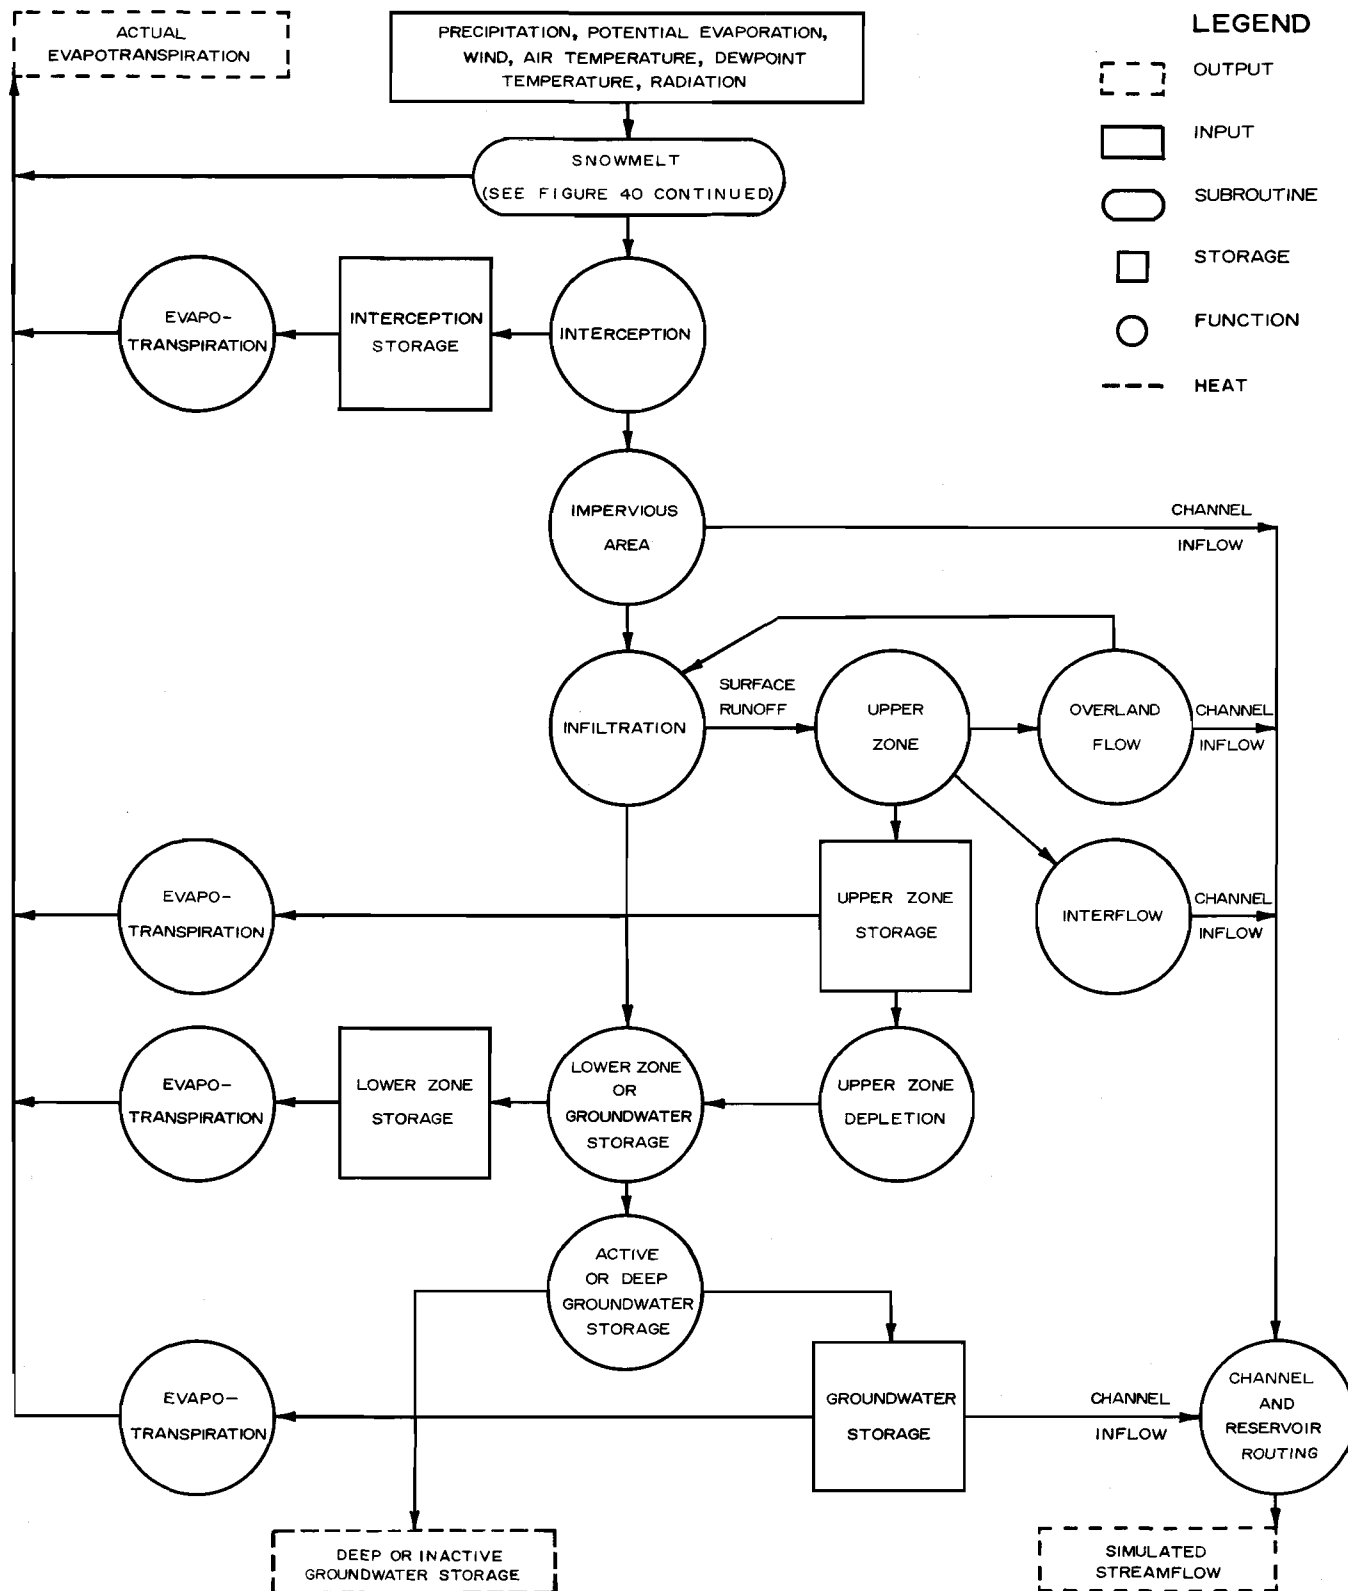 ACTUAL
EVAPOTRANSPIRATION
PRECIPITATION, POTENTIAL EVAPORATION,
WIND, AIR TEMPERATURE, DEWPOINT
TEMPERATURE, RADIATION
LEGEND
OUTPUT
INPUT
SUBROUTINE
STORAGE
FUNCTION
HEAT
SNOWMELT
(SEE FIGURE 40 CONTINUED)
EVAPO-
TRANSPIRATION
INTERCEPTION
STORAGE
INTERCEPTION
IMPERVIOUS
AREA
CHANNEL
INFLOW
INFILTRATION
SURFACE
RUNOFF
UPPER
ZONE
OVERLAND
FLOW
CHANNEL
INFLOW
EVAPO-
TRANSPIRATION
UPPER ZONE
STORAGE
INTERFLOW
CHANNEL
INFLOW
EVAPO-
TRANSPIRATION
LOWER ZONE
STORAGE
LOWER ZONE
OR
GROUNDWATER
STORAGE
UPPER ZONE
DEPLETION
ACTIVE
OR DEEP
GROUNDWATER
STORAGE
EVAPO-
TRANSPIRATION
GROUNDWATER
STORAGE
CHANNEL
INFLOW
CHANNEL
AND
RESERVOIR
ROUTING
DEEP OR INACTIVE
GROUNDWATER STORAGE
SIMULATED
STREAMFLOW